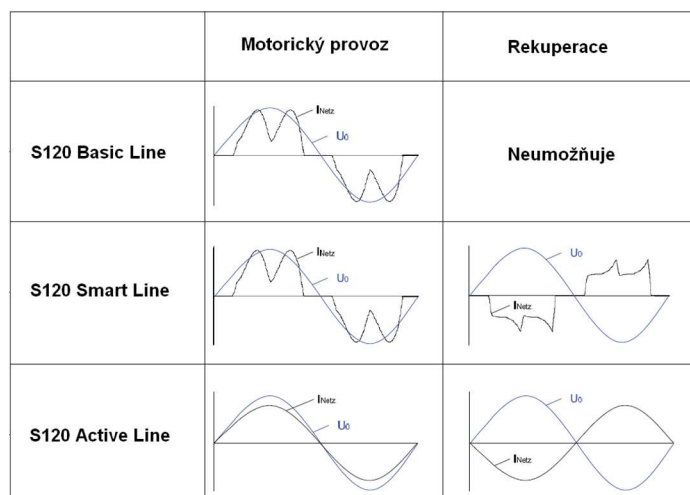 Motorický provoz
Rekuperace
S120 Basic Line
INetz
U0
Neumožňuje
S120 Smart Line
INetz
U0
U0
INetz
S120 Active Line
INetz
U0
U0
INetz